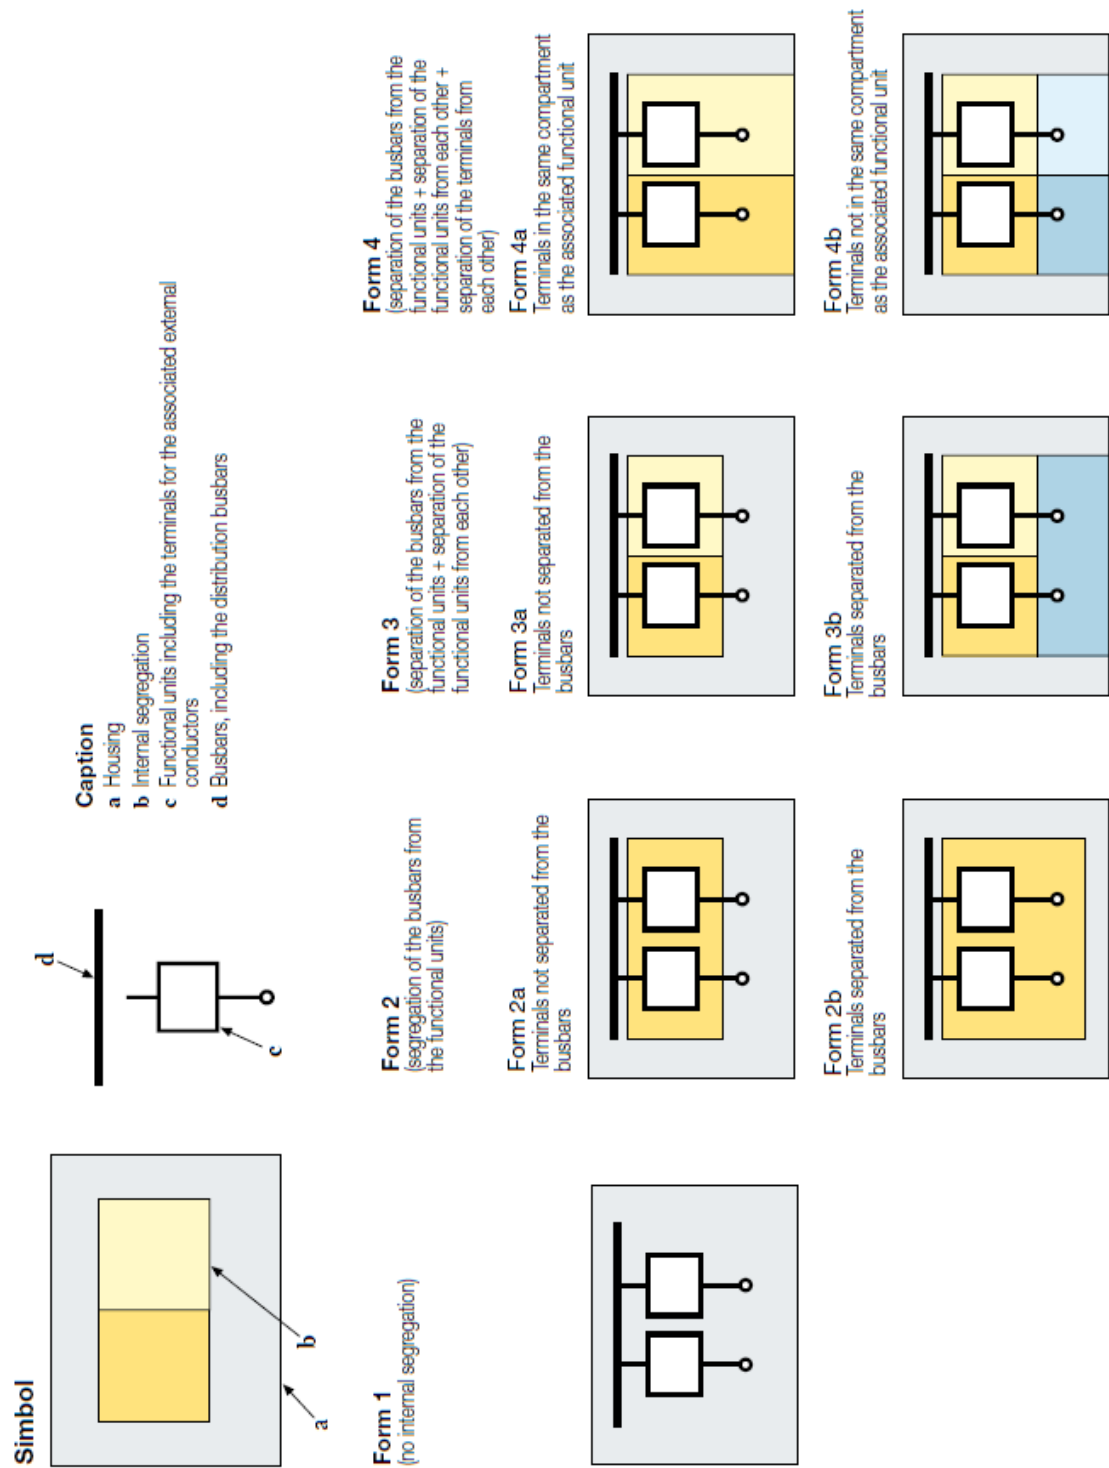 Simbol
a
b
c
d
Caption
a Housing
b Internal segregation
c Functional units including the terminals for the associated external
conductors
d Busbars, including the distribution busbars
Form 1
(no internal segregation)
Form 2
(segregation of the busbars from
the functional units)
Form 2a
Terminals not separated from the
busbars
Form 2b
Terminals separated from the
busbars
Form 3
(separation of the busbars from the
functional units + separation of the
functional units from each other)
Form 3a
Terminals not separated from the
busbars
Form 3b
Terminals separated from the
busbars
Form 4
(separation of the busbars from the
functional units + separation of the
functional units from each other +
separation of the terminals from
each other)
Form 4a
Terminals in the same compartment
as the associated functional unit
Form 4b
Terminals not in the same compartment
as the associated functional unit